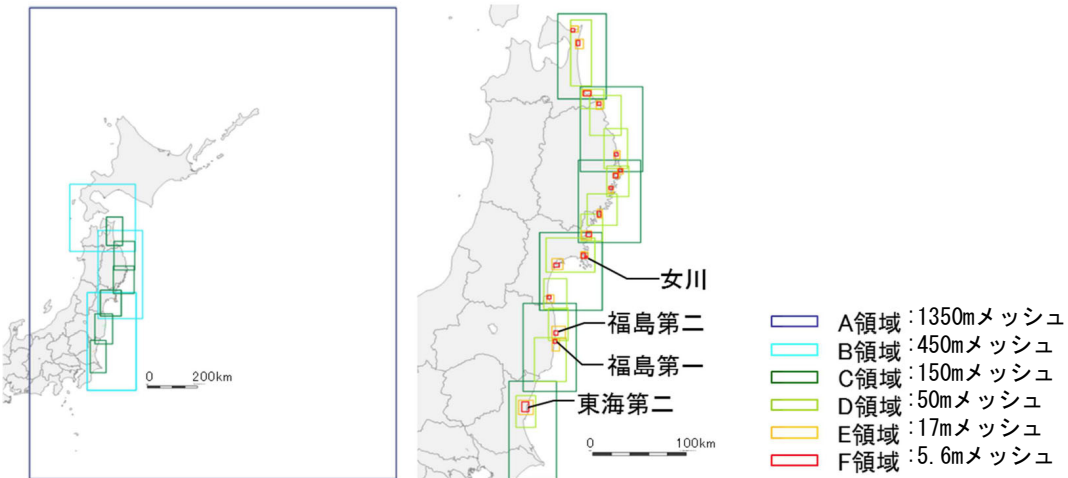 0 200km
女川
福島第二
福島第一
東海第二
0 100km
A領域:1350mメッシュ
B領域:450mメッシュ
C領域:150mメッシュ
D領域:50mメッシュ
E領域:17mメッシュ
F領域:5.6mメッシュ